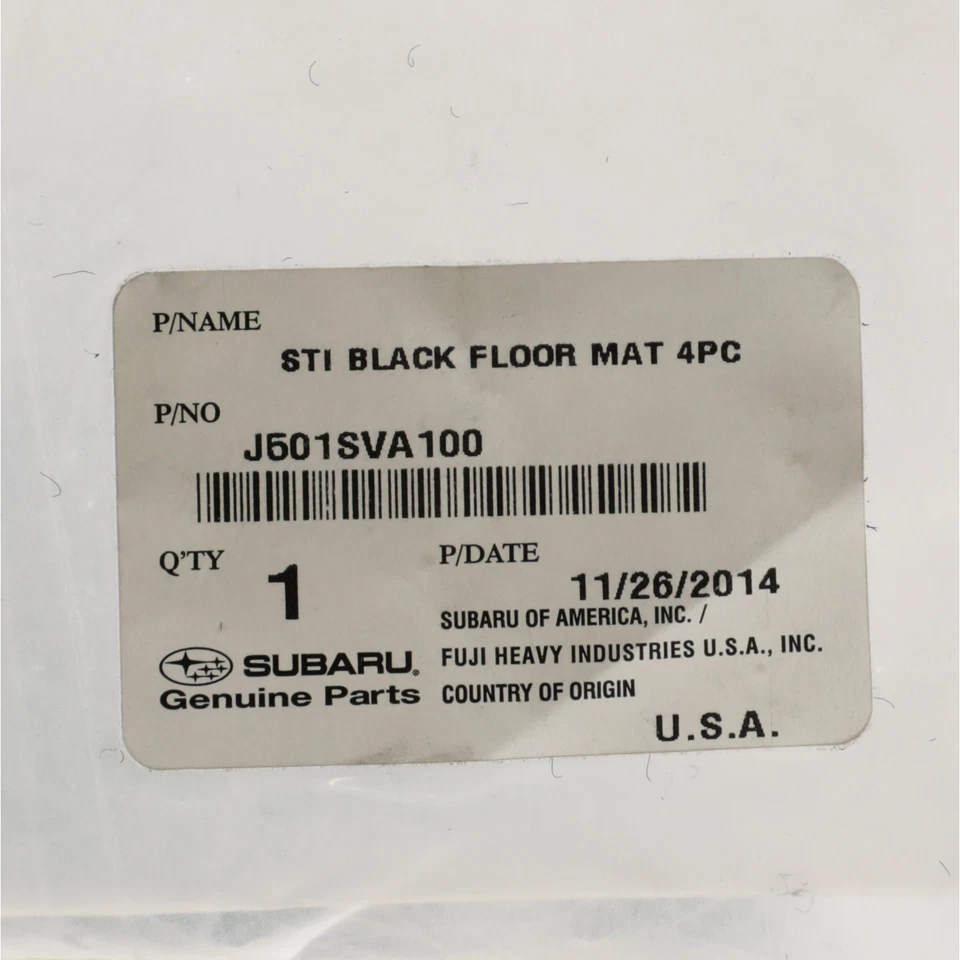 P/NAME
STI BLACK FLOOR MAT 4PC
P/NO
J501SVA100
Q'TY
1
P/DATE
11/26/2014
SUBARU OF AMERICA, INC. /
FUJI HEAVY INDUSTRIES U.S.A., INC.
COUNTRY OF ORIGIN
U.S.A.
SUBARU®
Genuine Parts